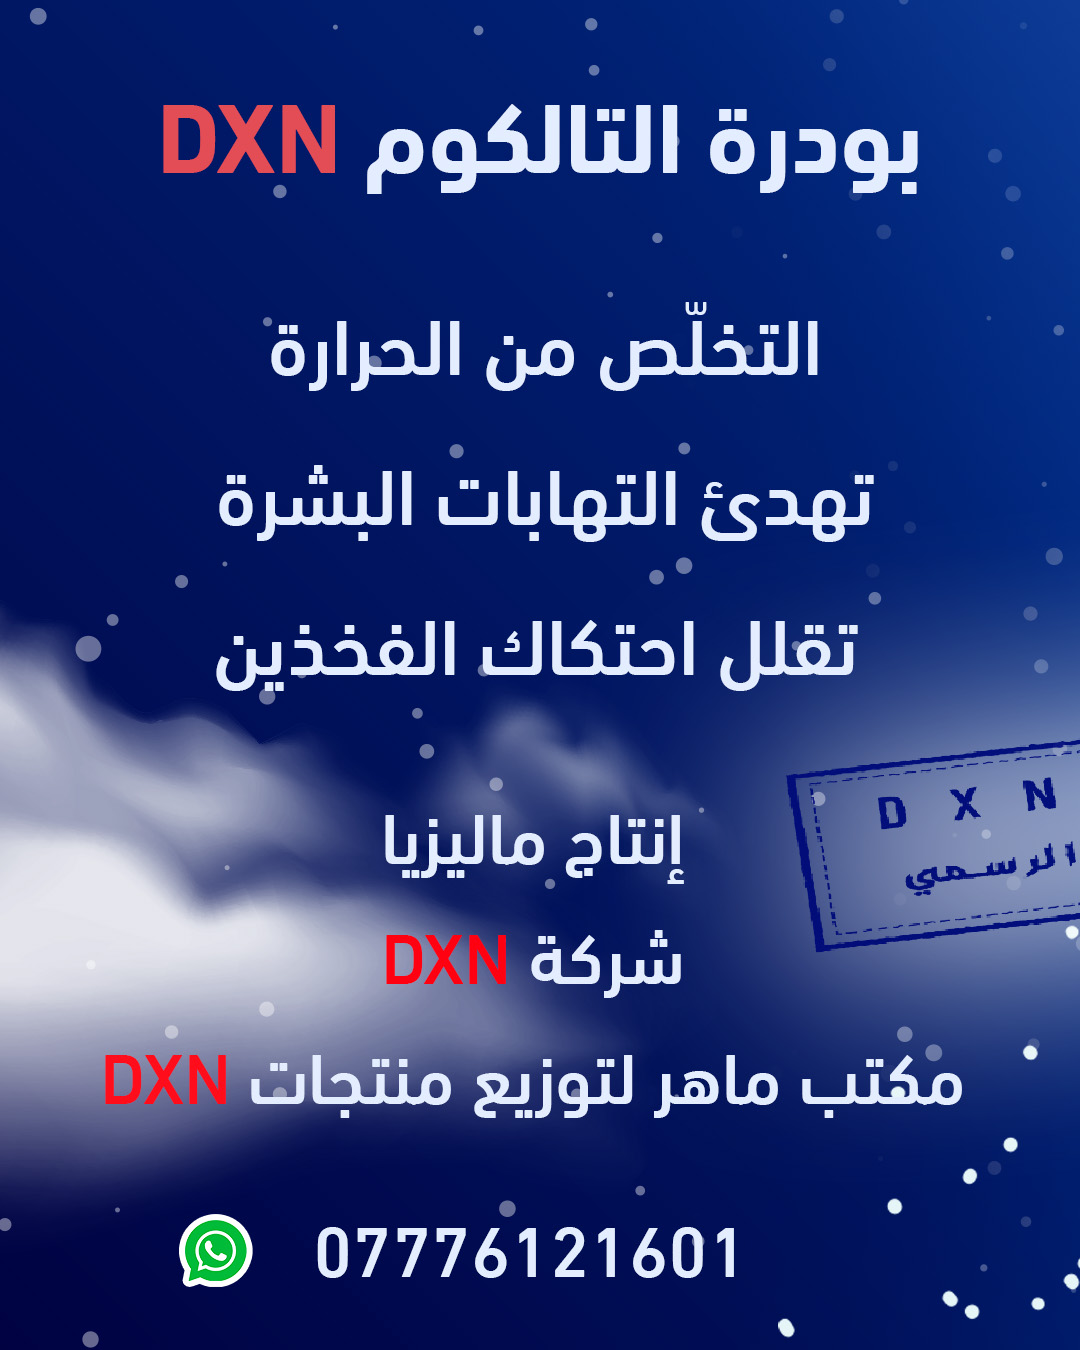 بودرة التالكوم DXN
التخلّص من الحرارة
تهدئ التهابات البشرة
تقلل احتكاك الفخذين
D X N
الرسمي
إنتاج ماليزيا
شركة DXN
مكتب ماهر لتوزيع منتجات DXN
07776121601